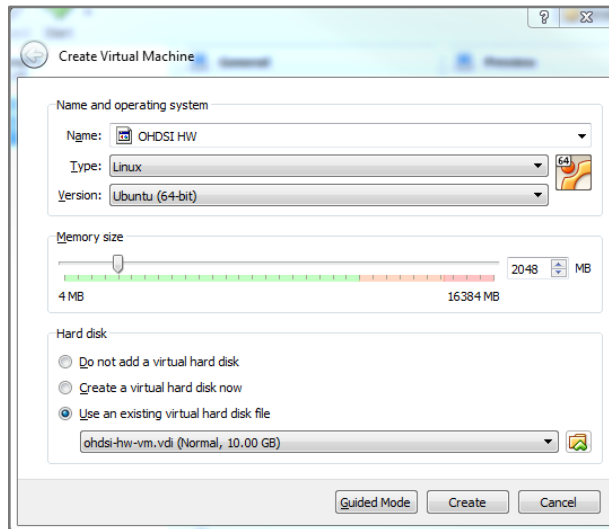 Start
General
Preview
Create Virtual Machine
Name and operating system
Name: OHDSI HW
Type: Linux
64
Version: Ubuntu (64-bit)
Memory size
2048 MB
4 MB 16384 MB
Hard disk
Do not add a virtual hard disk
Create a virtual hard disk now
Use an existing virtual hard disk file
ohdsi-hw-vm.vdi (Normal, 10.00 GB)
Guided Mode Create Cancel